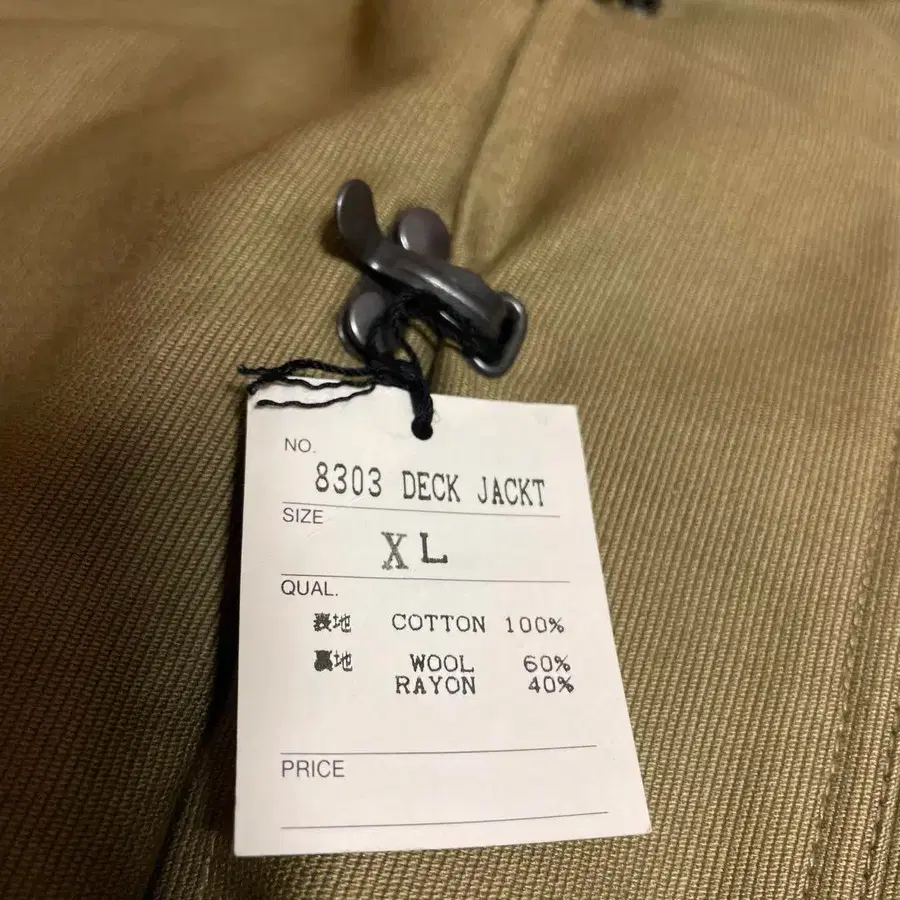 NO.
8303 DECK JACKT
SIZE
XL
QUAL.
表地 COTTON 100%
裏地 WOOL 60%
RAYON 40%
PRICE